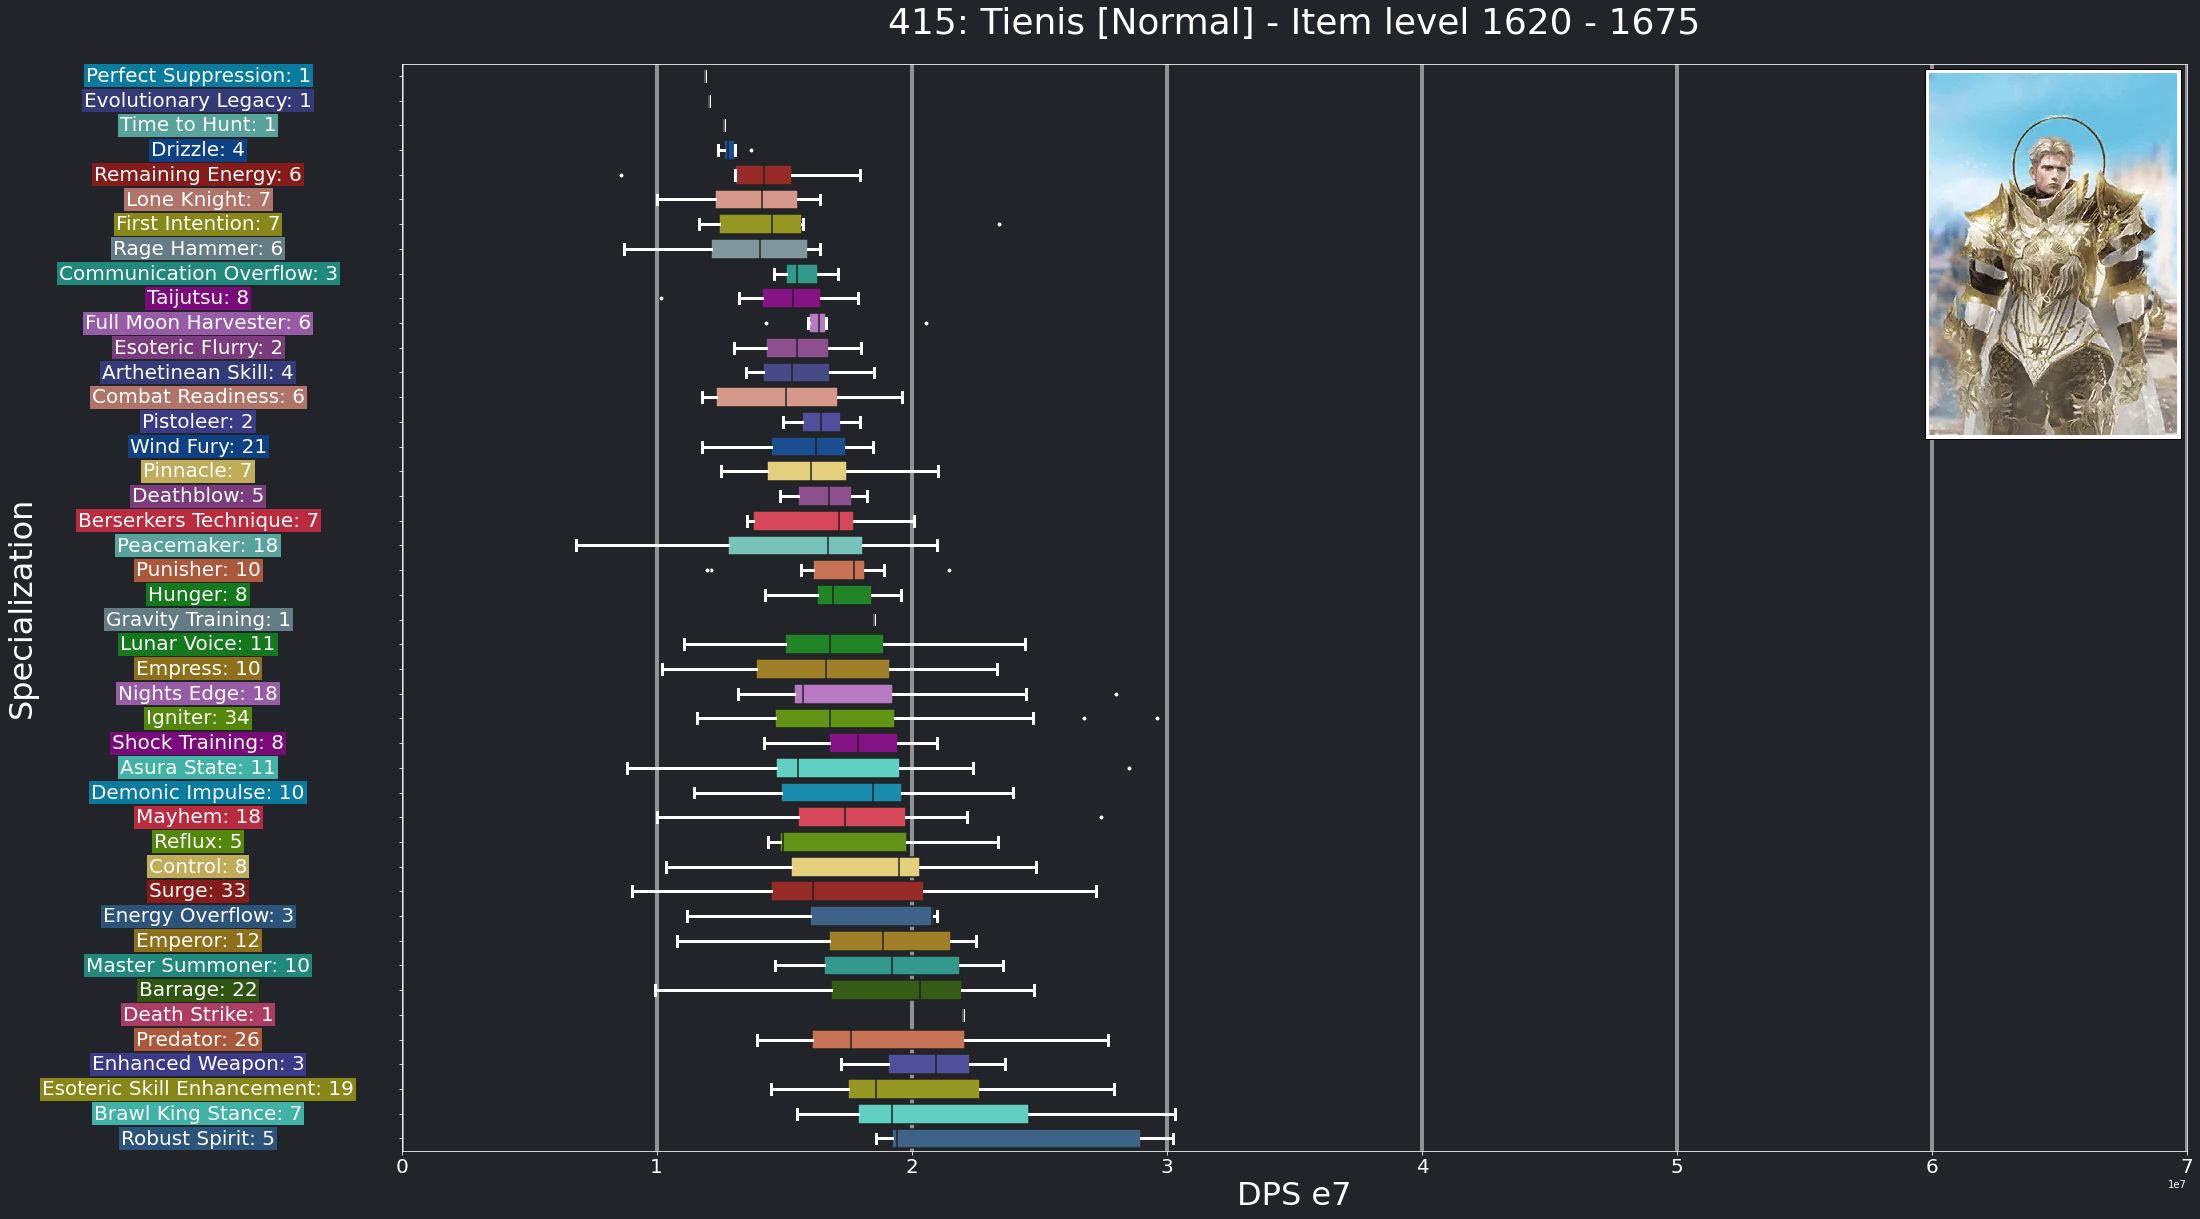 415: Tienis [Normal] - Item level 1620 - 1675
Perfect Suppression: 1
Evolutionary Legacy: 1
Time to Hunt: 1
Drizzle: 4
Remaining Energy: 6
Lone Knight: 7
First Intention: 7
Rage Hammer: 6
Communication Overflow: 3
Taijutsu: 8
Full Moon Harvester: 6
Esoteric Flurry: 2
Arthetinean Skill: 4
Combat Readiness: 6
Pistoleer: 2
Wind Fury: 21
Pinnacle: 7
Deathblow: 5
Berserkers Technique: 7
Peacemaker: 18
Punisher: 10
Hunger: 8
Gravity Training: 1
Lunar Voice: 11
Empress: 10
Nights Edge: 18
Igniter: 34
Shock Training: 8
Asura State: 11
Demonic Impulse: 10
Mayhem: 18
Reflux: 5
Control: 8
Surge: 33
Energy Overflow: 3
Emperor: 12
Master Summoner: 10
Barrage: 22
Death Strike: 1
Predator: 26
Enhanced Weapon: 3
Esoteric Skill Enhancement: 19
Brawl King Stance: 7
Robust Spirit: 5
Specialization
0 1 2 3 4 5 6 7
DPS e7
1e7